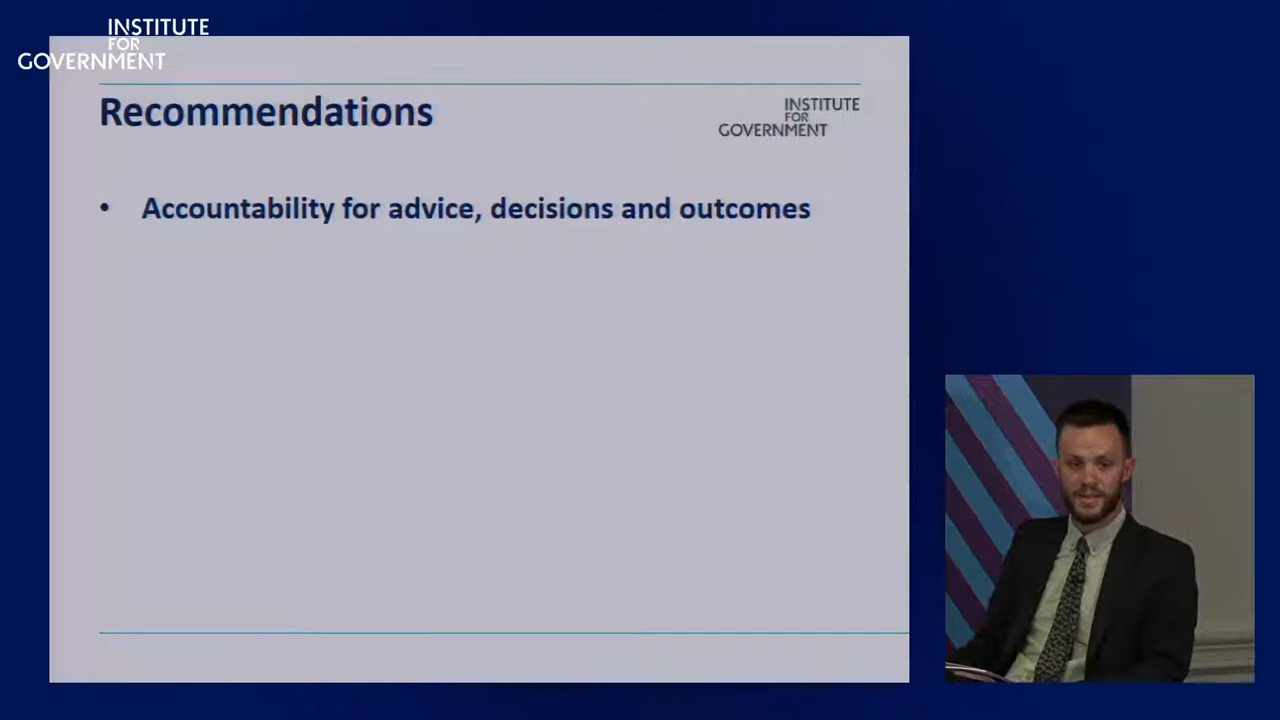 INSTITUTE
FOR
GOVERNMENT
Recommendations
INSTITUTE
FOR
GOVERNMENT
• Accountability for advice, decisions and outcomes